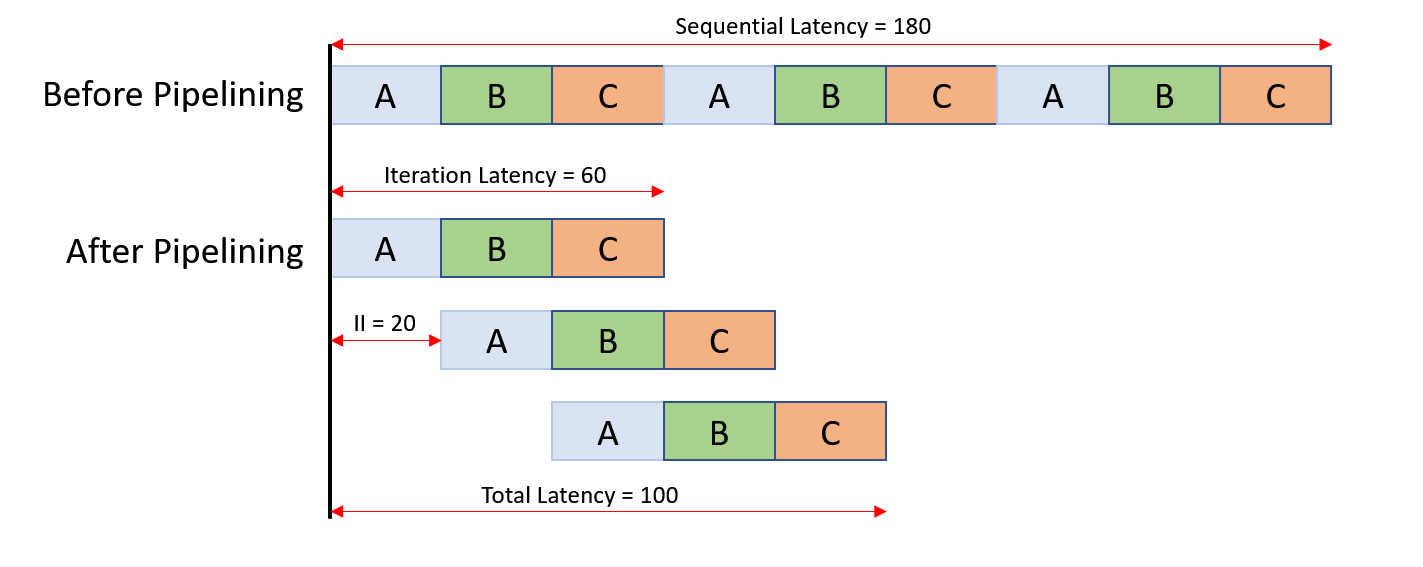 Sequential Latency = 180
Before Pipelining
A B C A B C A B C
Iteration Latency = 60
After Pipelining
A B C
II = 20
A B C
A B C
Total Latency = 100